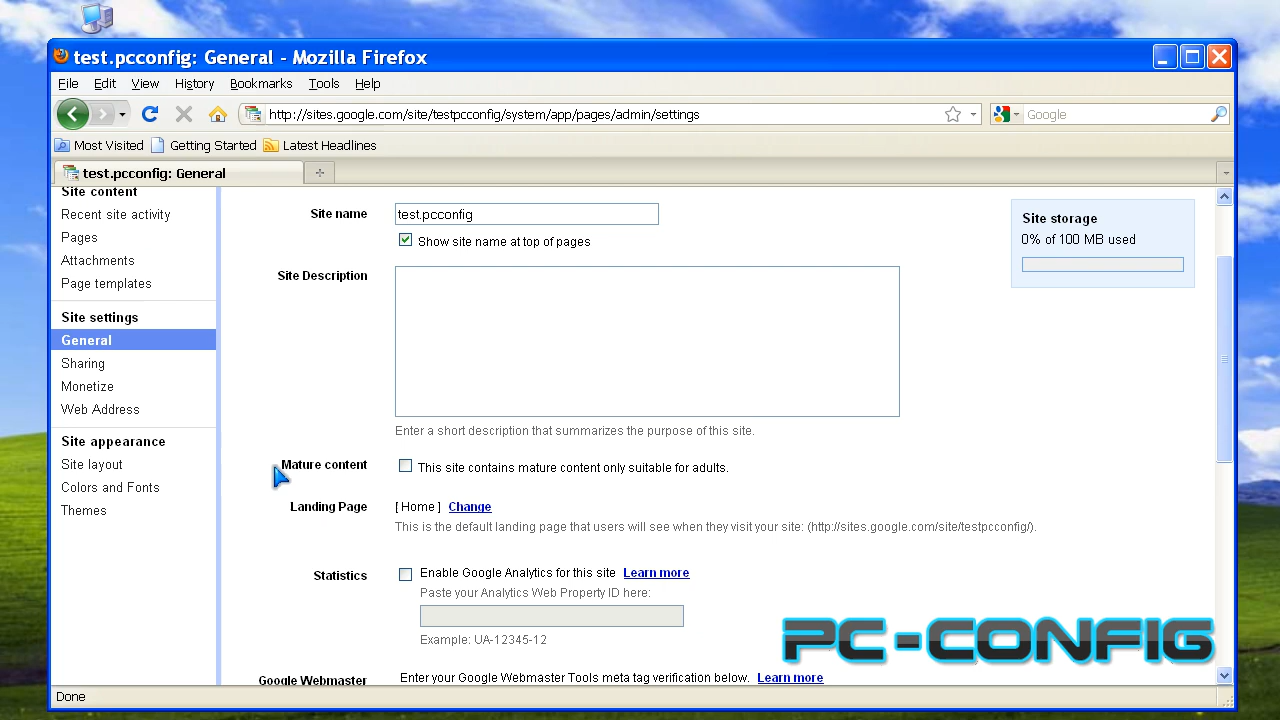 test.pcconfig: General - Mozilla Firefox
File Edit View History Bookmarks Tools Help
http://sites.google.com/site/testpcconfig/system/app/pages/admin/settings
Google
Most Visited Getting Started Latest Headlines
test.pcconfig: General
Site content
Recent site activity
Pages
Attachments
Page templates
Site settings
General
Sharing
Monetize
Web Address
Site appearance
Site layout
Colors and Fonts
Themes
Site name test.pcconfig
Show site name at top of pages
Site Description
Enter a short description that summarizes the purpose of this site.
Mature content This site contains mature content only suitable for adults.
Landing Page [ Home ] Change
This is the default landing page that users will see when they visit your site: (http://sites.google.com/site/testpcconfig/).
Statistics Enable Google Analytics for this site Learn more
Paste your Analytics Web Property ID here:
Example: UA-12345-12
Google Webmaster Enter your Google Webmaster Tools meta tag verification below. Learn more
Site storage
0% of 100 MB used
PC-CONFIG
Done